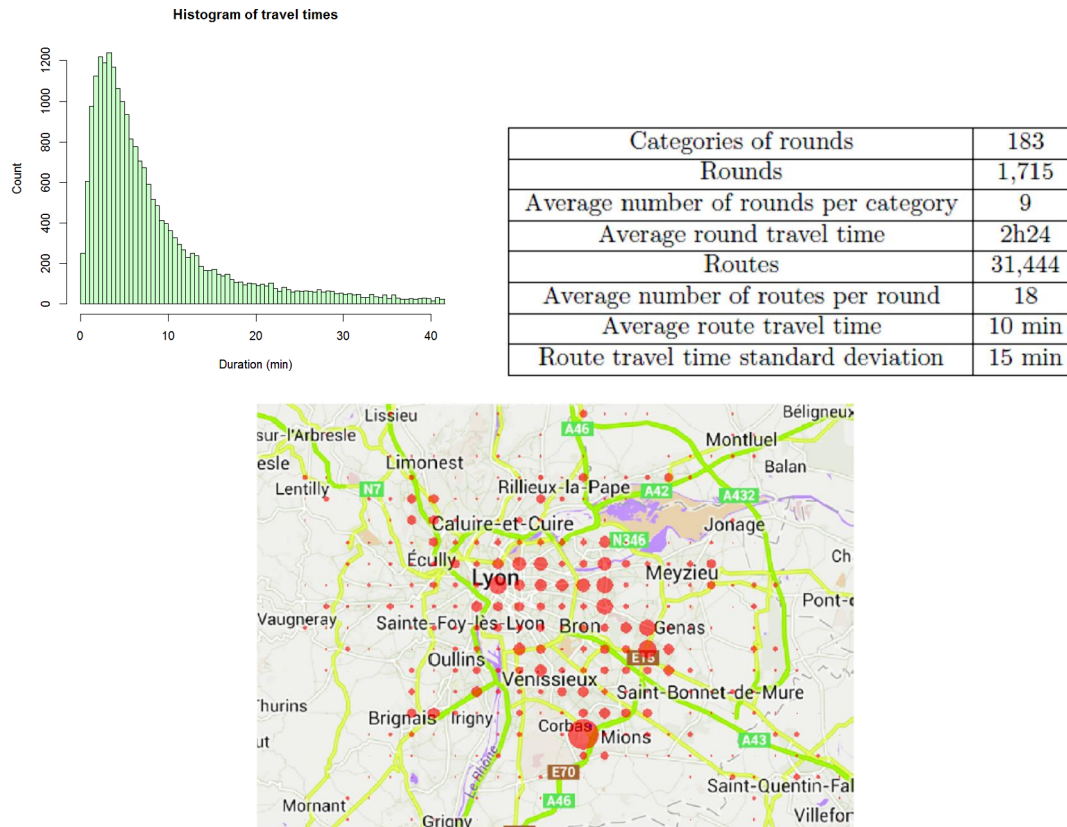 Histogram of travel times
Count
0
200
400
600
800
1000
1200
0 10 20 30 40
Duration (min)
Categories of rounds 183
Rounds 1,715
Average number of rounds per category 9
Average round travel time 2h24
Routes 31,444
Average number of routes per round 18
Average route travel time 10 min
Route travel time standard deviation 15 min
Lissieu
Béligneux
A46
sur-l'Arbresle
Montluel
esle
Limonest
Balan
Lentilly
N7
Rillieux-la-Pape
A42
A432
Caluire-et-Cuire
Jonage
N346
Écully
Ch
Lyon
Meyzieu
Pont-d
Vaugneray
Sainte-Foy-lès-Lyon
Bron
Genas
Oullins
E15
Vénissieux
Saint-Bonnet-de-Mure
Thurins
Brignais
Irigny
Corbas
Mions
A43
ut
E70
Le Rhône
Saint-Quentin-Fal
Mornant
A46
Grigny
Villefon